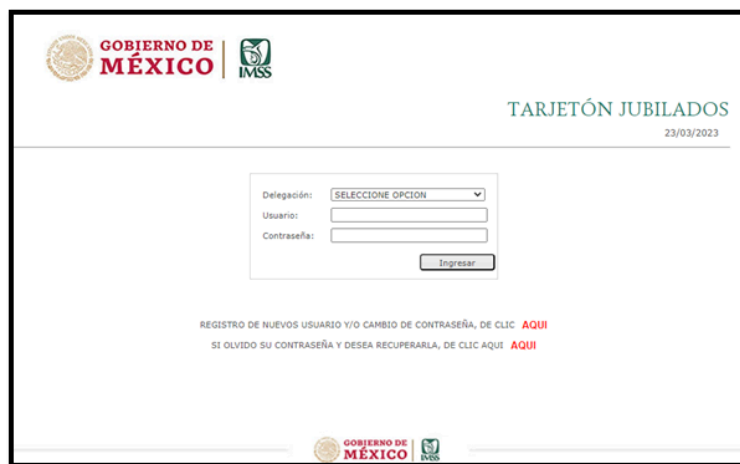 GOBIERNO DE
MÉXICO
IMSS
TARJETÓN JUBILADOS
23/03/2023
Delegación: SELECCIONE OPCION
Usuario:
Contraseña:
Ingresar
REGISTRO DE NUEVOS USUARIO Y/O CAMBIO DE CONTRASEÑA, DE CLIC AQUI
SI OLVIDO SU CONTRASEÑA Y DESEA RECUPERARLA, DE CLIC AQUI AQUI
GOBIERNO DE
MÉXICO
IMSS